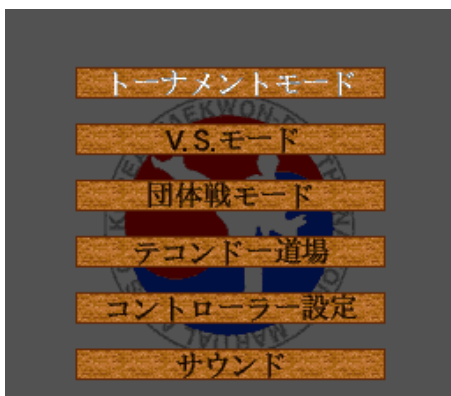 トーナメントモード
V.S.モード
団体戦モード
テコンドー道場
コントローラー設定
サウンド